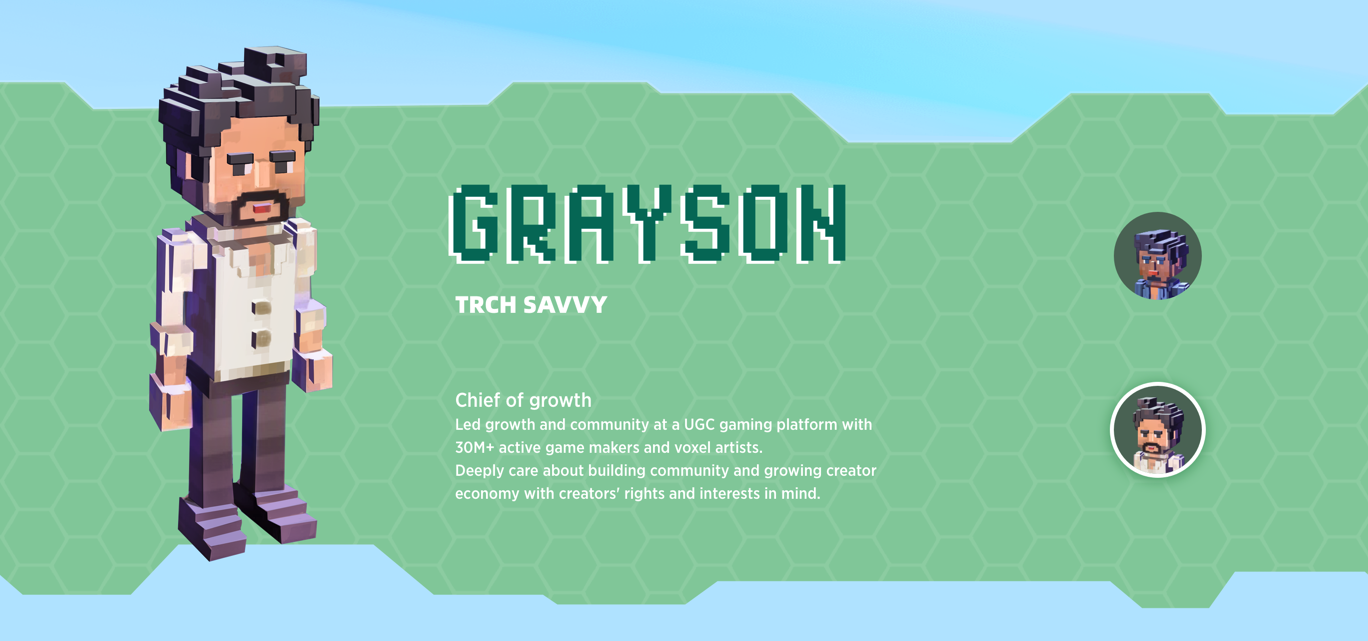 GRAYSON
TRCH SAVVY
Chief of growth
Led growth and community at a UGC gaming platform with
30M+ active game makers and voxel artists.
Deeply care about building community and growing creator
economy with creators' rights and interests in mind.